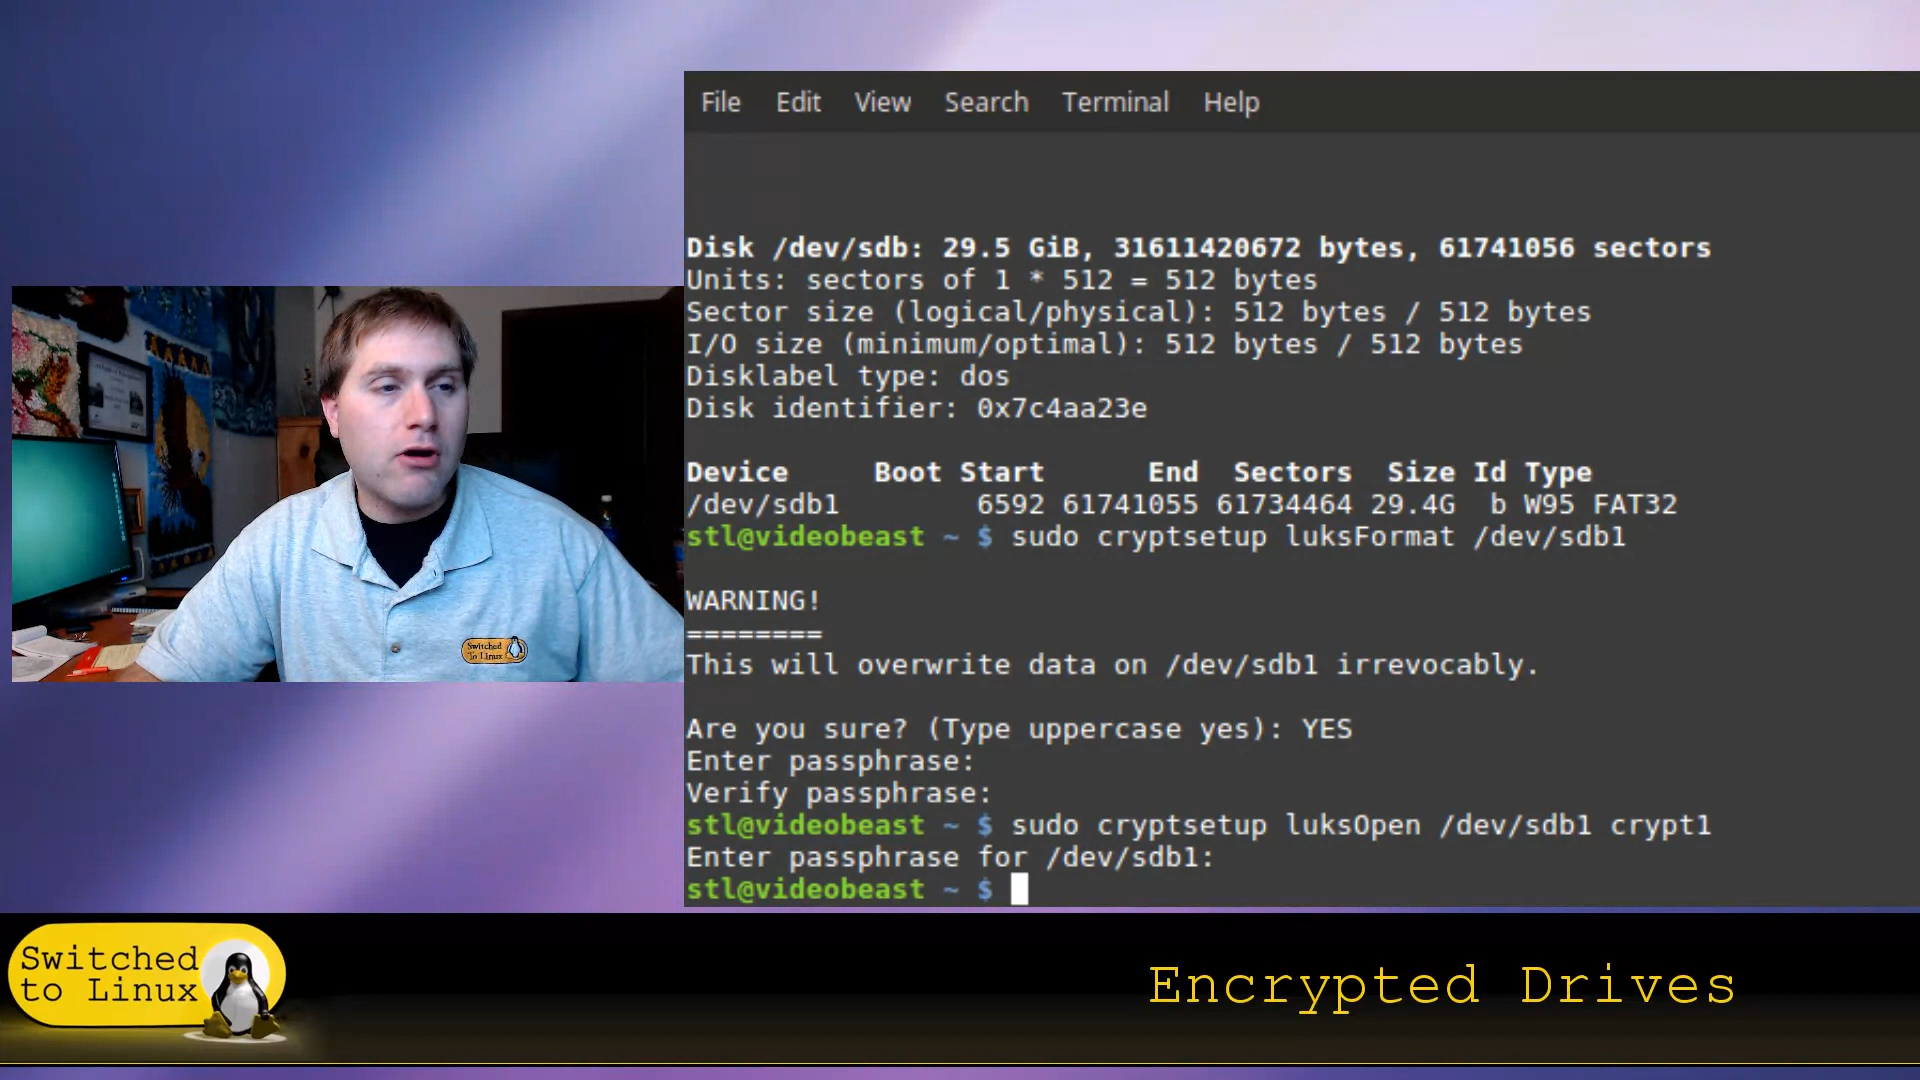 File Edit View Search Terminal Help
Disk /dev/sdb: 29.5 GiB, 31611420672 bytes, 61741056 sectors
Units: sectors of 1 * 512 = 512 bytes
Sector size (logical/physical): 512 bytes / 512 bytes
I/O size (minimum/optimal): 512 bytes / 512 bytes
Disklabel type: dos
Disk identifier: 0x7c4aa23e
Device Boot Start End Sectors Size Id Type
/dev/sdb1 6592 61741055 61734464 29.4G b W95 FAT32
stl@videobeast ~ $ sudo cryptsetup luksFormat /dev/sdb1
WARNING!
========
This will overwrite data on /dev/sdb1 irrevocably.
Are you sure? (Type uppercase yes): YES
Enter passphrase:
Verify passphrase:
stl@videobeast ~ $ sudo cryptsetup luksOpen /dev/sdb1 crypt1
Enter passphrase for /dev/sdb1:
stl@videobeast ~ $
Switched
To Linux
Switched
to Linux
Encrypted Drives